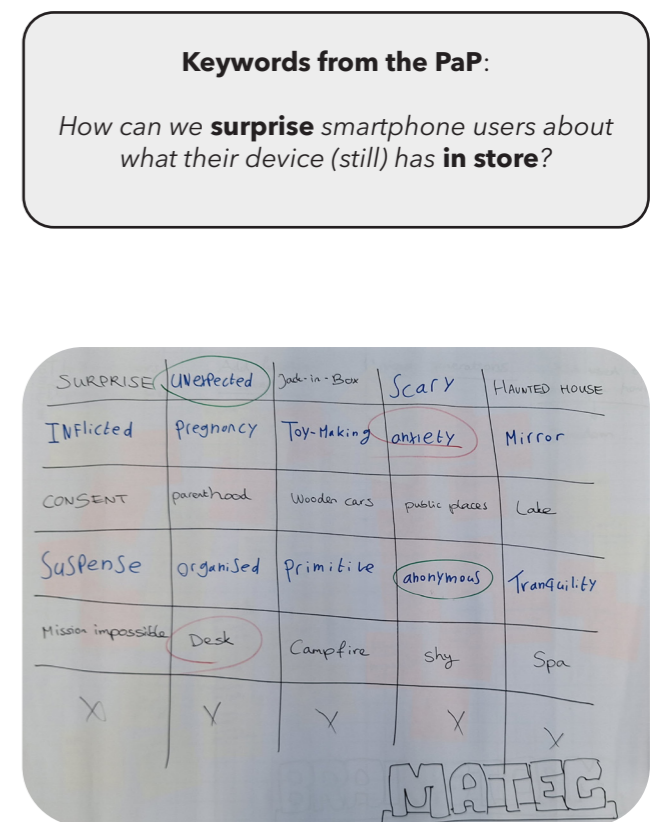 Keywords from the PaP:
How can we surprise smartphone users about
what their device (still) has in store?
SURPRISE unexpected Jack-in-Box Scary HAUNTED HOUSE
INFlicted Pregnancy Toy-Making anxiety Mirror
CONSENT parenthood Wooden cars public places Lake
Suspense organised Primitive anonymous Tranquility
Mission impossible Desk Campfire shy Spa
X Y Y Y Y
MATEC